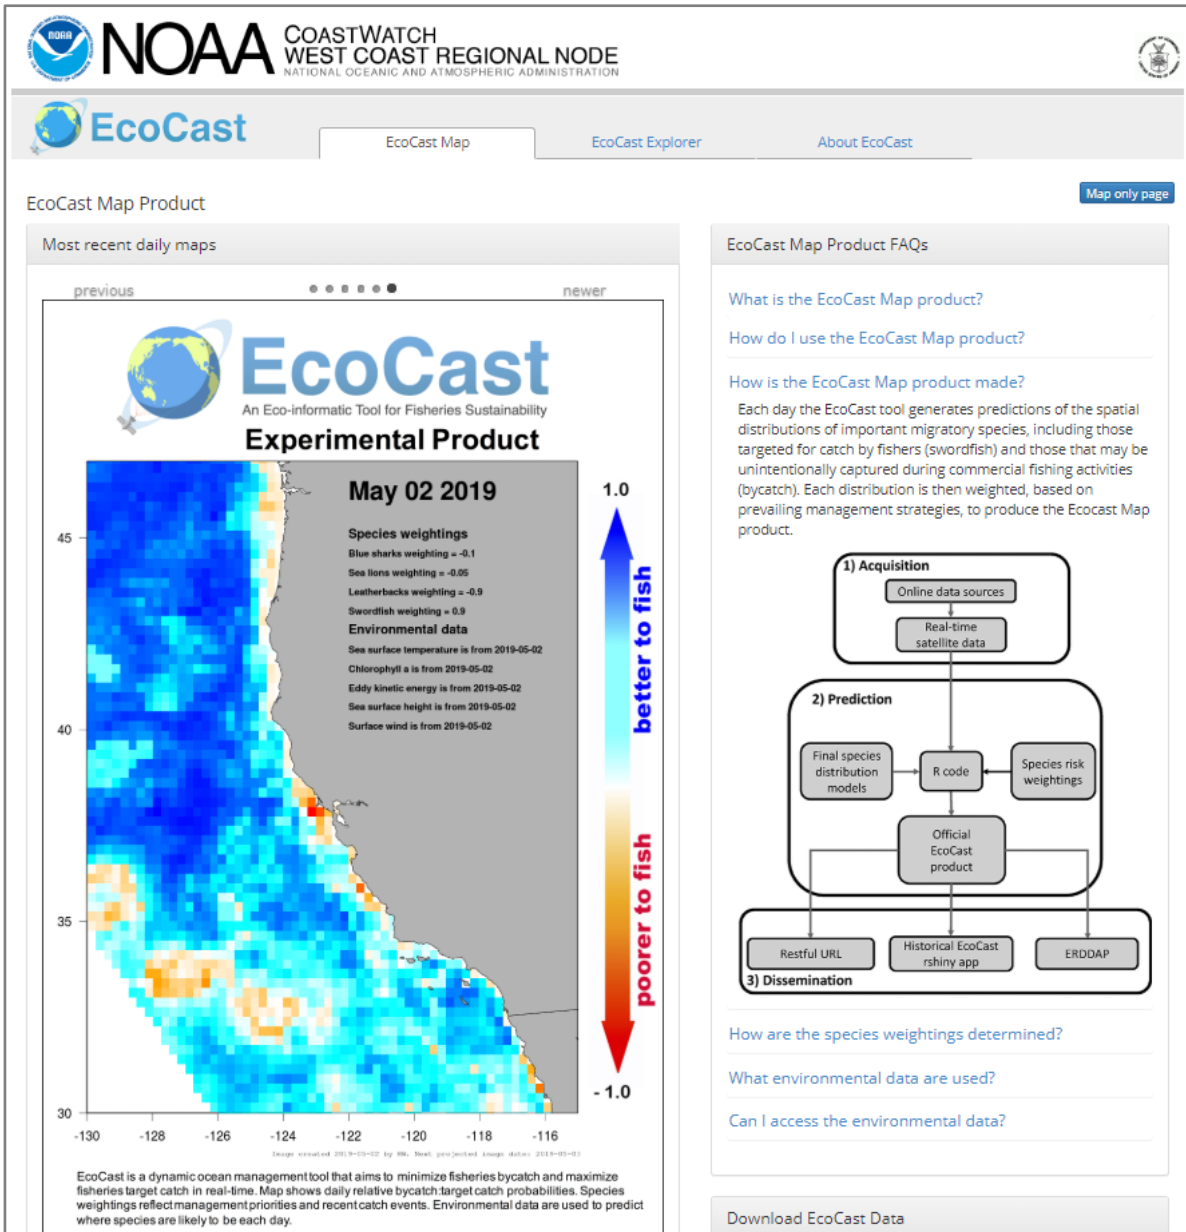 NOAA
COASTWATCH
WEST COAST REGIONAL NODE
NATIONAL OCEANIC AND ATMOSPHERIC ADMINISTRATION
NOAA
EcoCast
EcoCast Map
EcoCast Explorer
About EcoCast
EcoCast Map Product
Map only page
Most recent daily maps
previous
newer
EcoCast
An Eco-informatic Tool for Fisheries Sustainability
Experimental Product
May 02 2019
Species weightings
Blue sharks weighting = -0.1
Sea lions weighting = -0.05
Leatherbacks weighting = -0.9
Swordfish weighting = 0.9
Environmental data
Sea surface temperature is from 2019-05-02
Chlorophyll a is from 2019-05-02
Eddy kinetic energy is from 2019-05-02
Sea surface height is from 2019-05-02
Surface wind is from 2019-05-02
1.0
better to fish
poorer to fish
- 1.0
45
40
35
30
-130
-128
-126
-124
-122
-120
-118
-116
Image created 2019-05-02 by HW. Next projected image date: 2019-05-03
EcoCast is a dynamic ocean management tool that aims to minimize fisheries bycatch and maximize
fisheries target catch in real-time. Map shows daily relative bycatch:target catch probabilities. Species
weightings reflect management priorities and recent catch events. Environmental data are used to predict
where species are likely to be each day.
EcoCast Map Product FAQs
What is the EcoCast Map product?
How do I use the EcoCast Map product?
How is the EcoCast Map product made?
Each day the EcoCast tool generates predictions of the spatial
distributions of important migratory species, including those
targeted for catch by fishers (swordfish) and those that may be
unintentionally captured during commercial fishing activities
(bycatch). Each distribution is then weighted, based on
prevailing management strategies, to produce the Ecocast Map
product.
1) Acquisition
Online data sources
Real-time
satellite data
2) Prediction
Final species
distribution
models
R code
Species risk
weightings
Official
EcoCast
product
Restful URL
Historical EcoCast
rshiny app
ERDDAP
3) Dissemination
How are the species weightings determined?
What environmental data are used?
Can I access the environmental data?
Download EcoCast Data